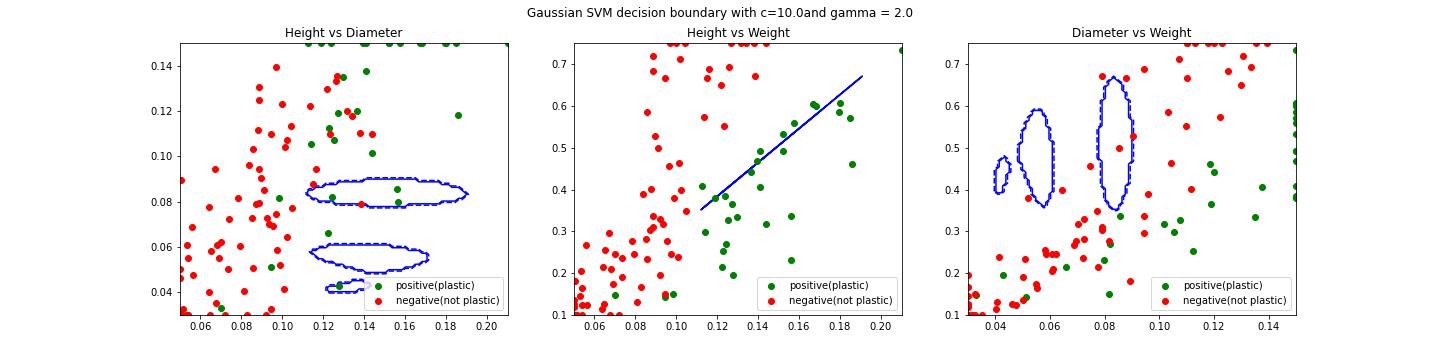 Gaussian SVM decision boundary with c=10.0and gamma = 2.0
Height vs Diameter
0.14
0.12
0.10
0.08
0.06
0.04
0.06 0.08 0.10 0.12 0.14 0.16 0.18 0.20
positive(plastic)
negative(not plastic)
Height vs Weight
0.7
0.6
0.5
0.4
0.3
0.2
0.1
0.06 0.08 0.10 0.12 0.14 0.16 0.18 0.20
positive(plastic)
negative(not plastic)
Diameter vs Weight
0.7
0.6
0.5
0.4
0.3
0.2
0.1
0.04 0.06 0.08 0.10 0.12 0.14
positive(plastic)
negative(not plastic)